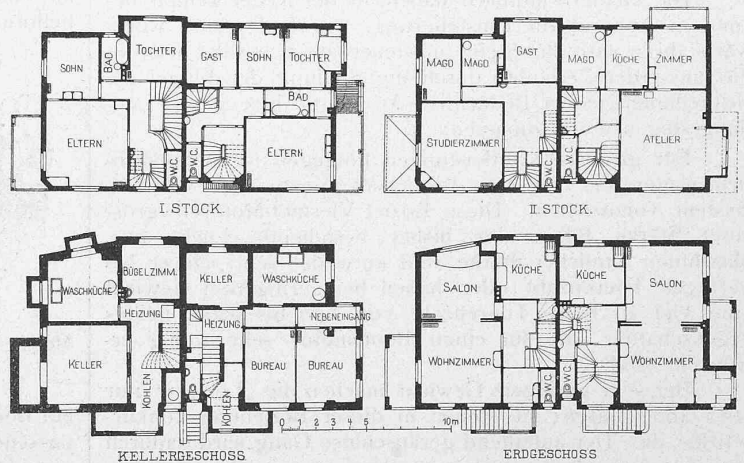 SOHN
BAD
TOCHTER
GAST
SOHN
TOCHTER
BAD
ELTERN
ELTERN
W.C.
W.C.
I. STOCK.
MAGD
MAGD
GAST
MAGD
KÜCHE
ZIMMER
STUDIERZIMMER
ATELIER
W.C.
W.C.
II. STOCK.
WASCHKÜCHE
BÜGELZIMM.
KELLER
WASCHKÜCHE
HEIZUNG
HEIZUNG
NEBENEINGANG
KELLER
BUREAU
BUREAU
KOHLEN
KOHLEN
0 1 2 3 4 5 10m
KELLERGESCHOSS.
SALON
KÜCHE
KÜCHE
SALON
WOHNZIMMER
WOHNZIMMER
W.C.
W.C.
ERDGESCHOSS